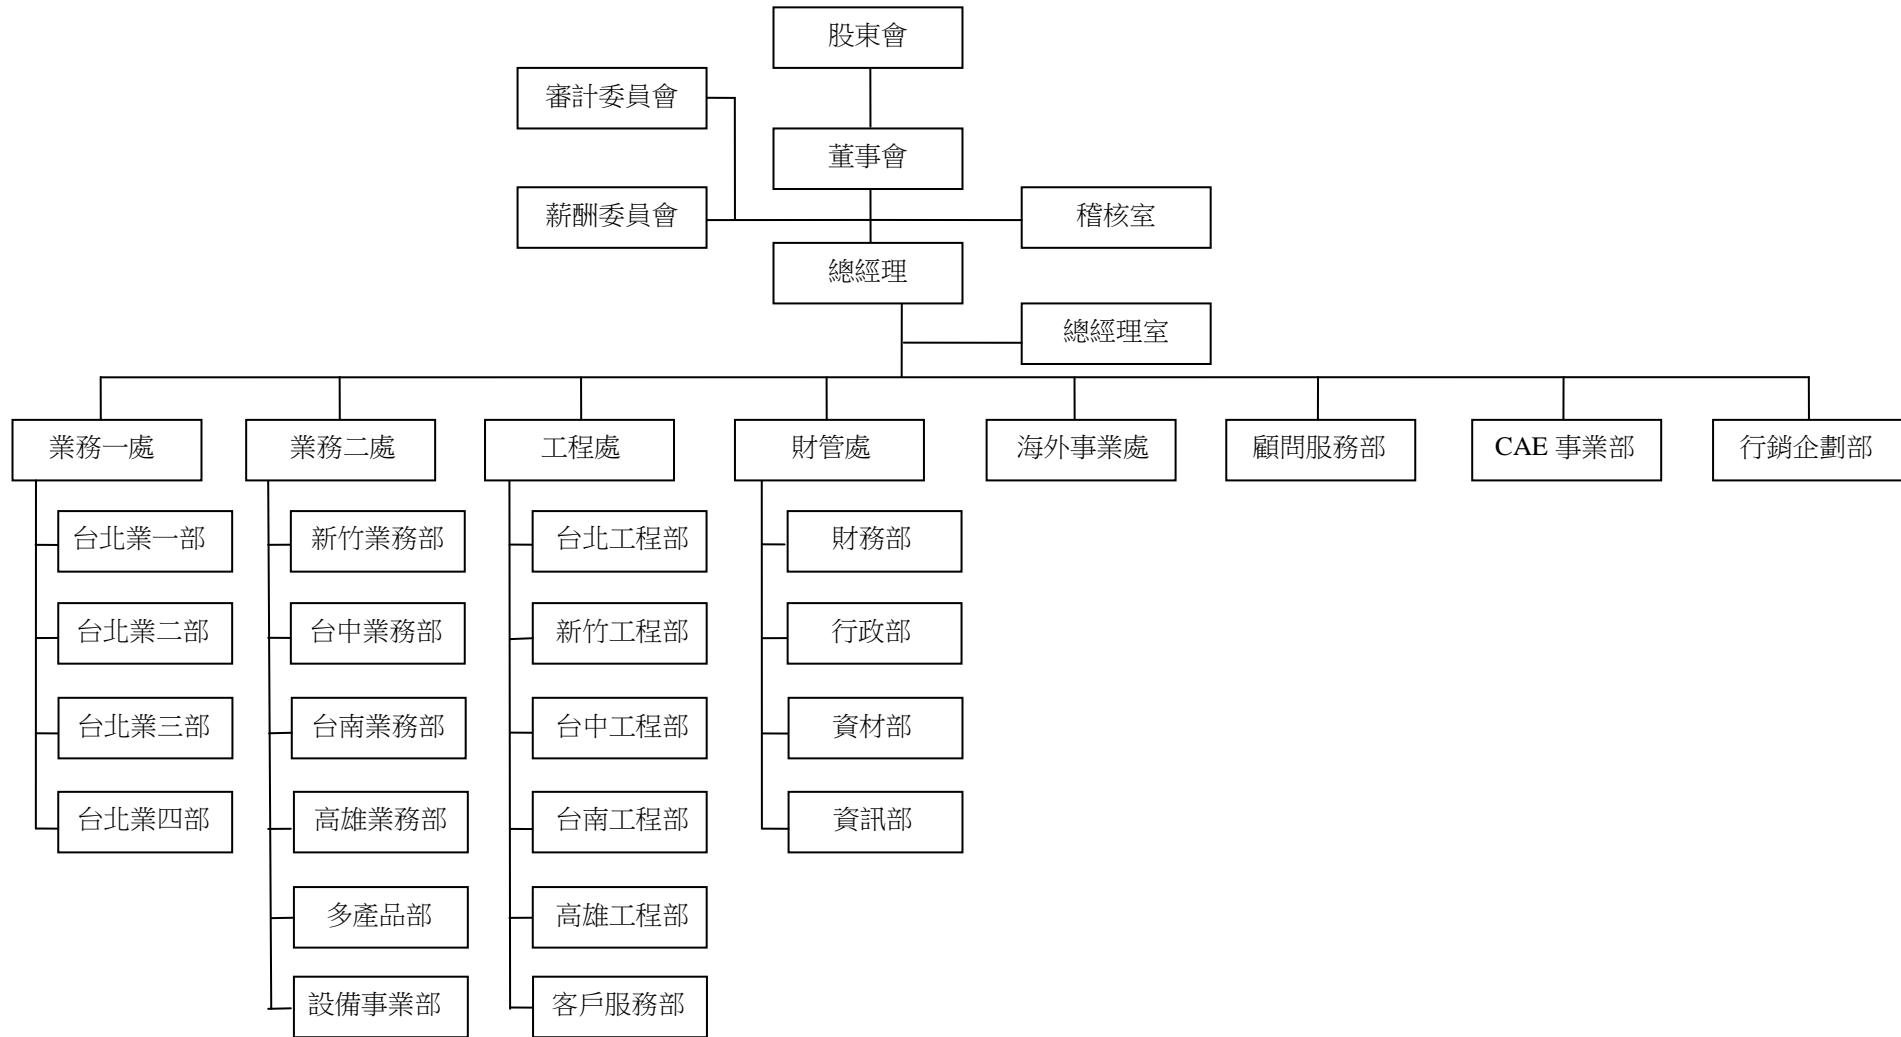 股東會
審計委員會
董事會
薪酬委員會
稽核室
總經理
總經理室
業務一處
業務二處
工程處
財管處
海外事業處
顧問服務部
CAE 事業部
行銷企劃部
台北業一部
新竹業務部
台北工程部
財務部
台北業二部
台中業務部
新竹工程部
行政部
台北業三部
台南業務部
台中工程部
資材部
台北業四部
高雄業務部
台南工程部
資訊部
多產品部
高雄工程部
設備事業部
客戶服務部